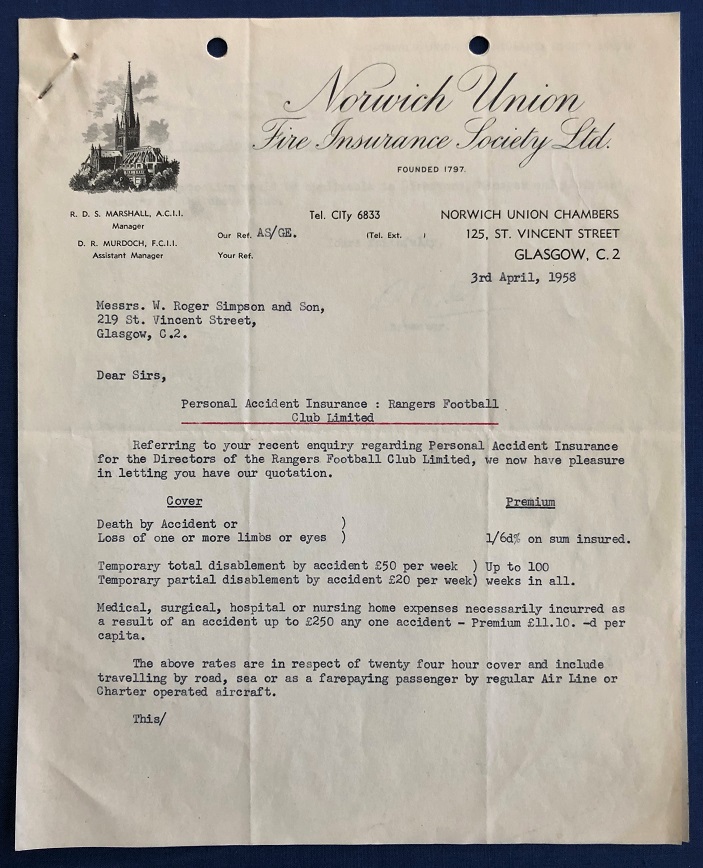 Norwich Union
Fire Insurance Society Ltd.
FOUNDED 1797.
R. D. S. MARSHALL, A.C.I.I.
Manager
D. R. MURDOCH, F.C.I.I.
Assistant Manager
Tel. CITy 6833
Our Ref. AS/GE. (Tel. Ext. )
Your Ref.
NORWICH UNION CHAMBERS
125, ST. VINCENT STREET
GLASGOW, C. 2
3rd April, 1958
Messrs. W. Roger Simpson and Son,
219 St. Vincent Street,
Glasgow, C.2.
Dear Sirs,
Personal Accident Insurance : Rangers Football
Club Limited
Referring to your recent enquiry regarding Personal Accident Insurance
for the Directors of the Rangers Football Club Limited, we now have pleasure
in letting you have our quotation.
Cover Premium
Death by Accident or )
Loss of one or more limbs or eyes ) 1/6d% on sum insured.
Temporary total disablement by accident £50 per week ) Up to 100
Temporary partial disablement by accident £20 per week) weeks in all.
Medical, surgical, hospital or nursing home expenses necessarily incurred as
a result of an accident up to £250 any one accident - Premium £11.10. -d per
capita.
The above rates are in respect of twenty four hour cover and include
travelling by road, sea or as a farepaying passenger by regular Air Line or
Charter operated aircraft.
This/